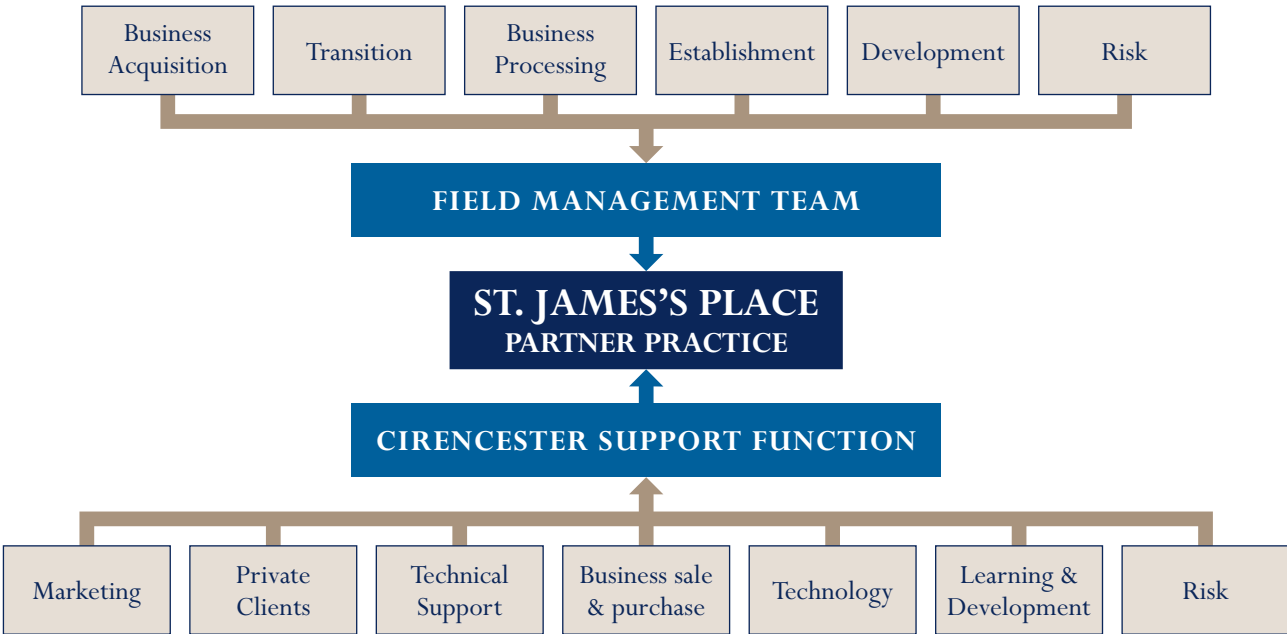 Business
Acquisition
Transition
Business
Processing
Establishment
Development
Risk
FIELD MANAGEMENT TEAM
ST. JAMES’S PLACE
PARTNER PRACTICE
CIRENCESTER SUPPORT FUNCTION
Marketing
Private
Clients
Technical
Support
Business sale
& purchase
Technology
Learning &
Development
Risk